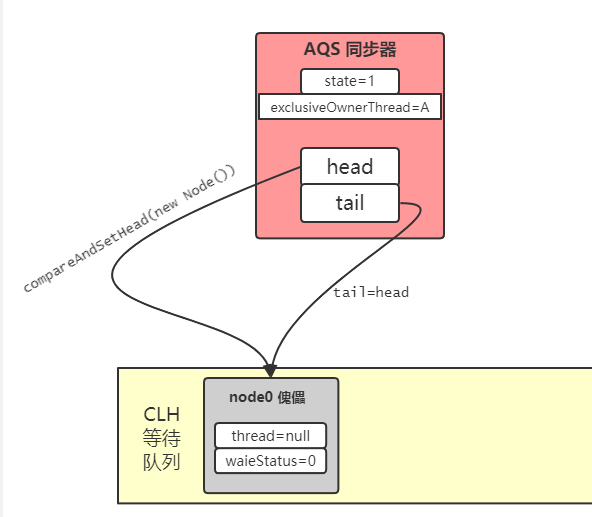 AQS 同步器
state=1
exclusiveOwnerThread=A
head
tail
compareAndSetHead(new Node())
tail=head
CLH
等待
队列
node0 傀儡
thread=null
waieStatus=0